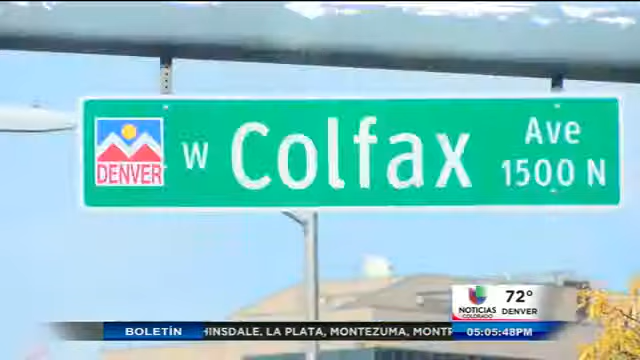 DENVER
W Colfax Ave
1500 N
NOTICIAS
COLORADO
72°
DENVER
BOLETÍN
HINSDALE, LA PLATA, MONTEZUMA,
05:05:48PM